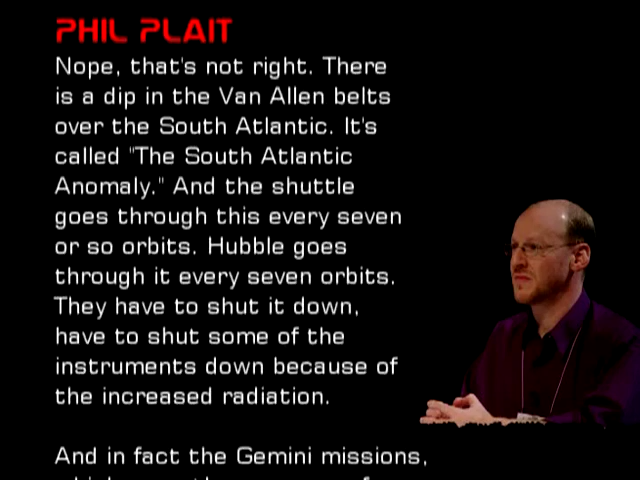 PHIL PLAIT
Nope, that's not right. There
is a dip in the Van Allen belts
over the South Atlantic. It's
called "The South Atlantic
Anomaly." And the shuttle
goes through this every seven
or so orbits. Hubble goes
through it every seven orbits.
They have to shut it down,
have to shut some of the
instruments down because of
the increased radiation.
And in fact the Gemini missions,